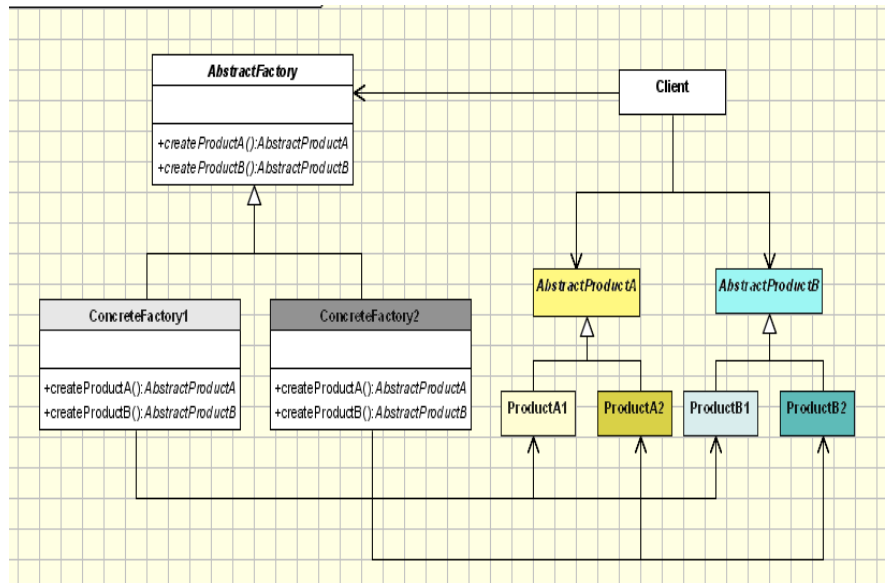 AbstractFactory
+createProductA():AbstractProductA
+createProductB():AbstractProductB
Client
AbstractProductA
AbstractProductB
ConcreteFactory1
+createProductA():AbstractProductA
+createProductB():AbstractProductB
ConcreteFactory2
+createProductA():AbstractProductA
+createProductB():AbstractProductB
ProductA1
ProductA2
ProductB1
ProductB2